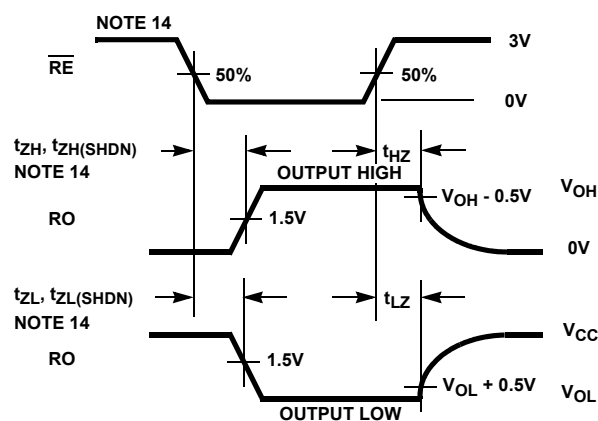 NOTE 14
RE
3V
50%
50%
0V
tZH, tZH(SHDN)
NOTE 14
tHZ
OUTPUT HIGH
VOH - 0.5V
VOH
RO
1.5V
0V
tZL, tZL(SHDN)
NOTE 14
tLZ
RO
1.5V
VCC
VOL + 0.5V
VOL
OUTPUT LOW